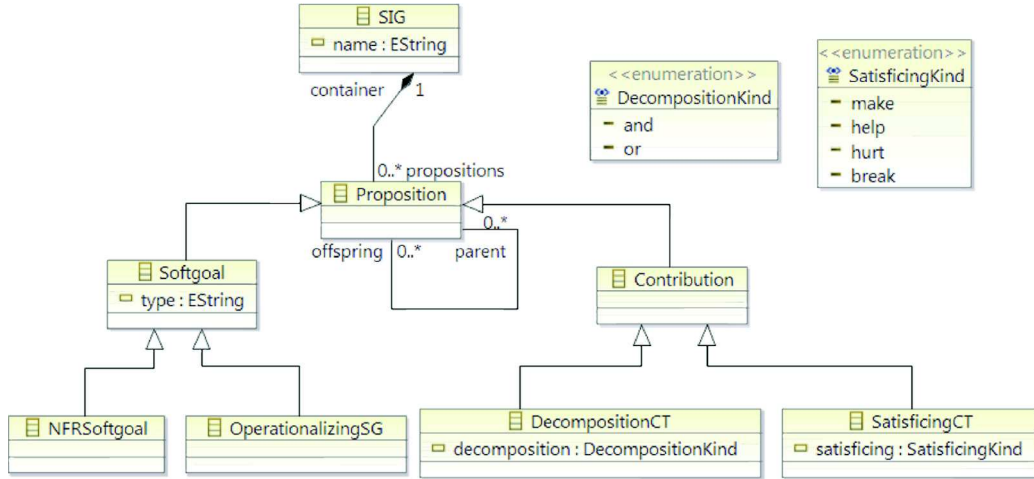 SIG
name : EString
container
1
0..* propositions
<<enumeration>>
DecompositionKind
and
or
<<enumeration>>
SatisficingKind
make
help
hurt
break
Proposition
offspring
0..*
0..*
parent
Softgoal
type : EString
Contribution
NFRSoftgoal
OperationalizingSG
DecompositionCT
decomposition : DecompositionKind
SatisficingCT
satisficing : SatisficingKind